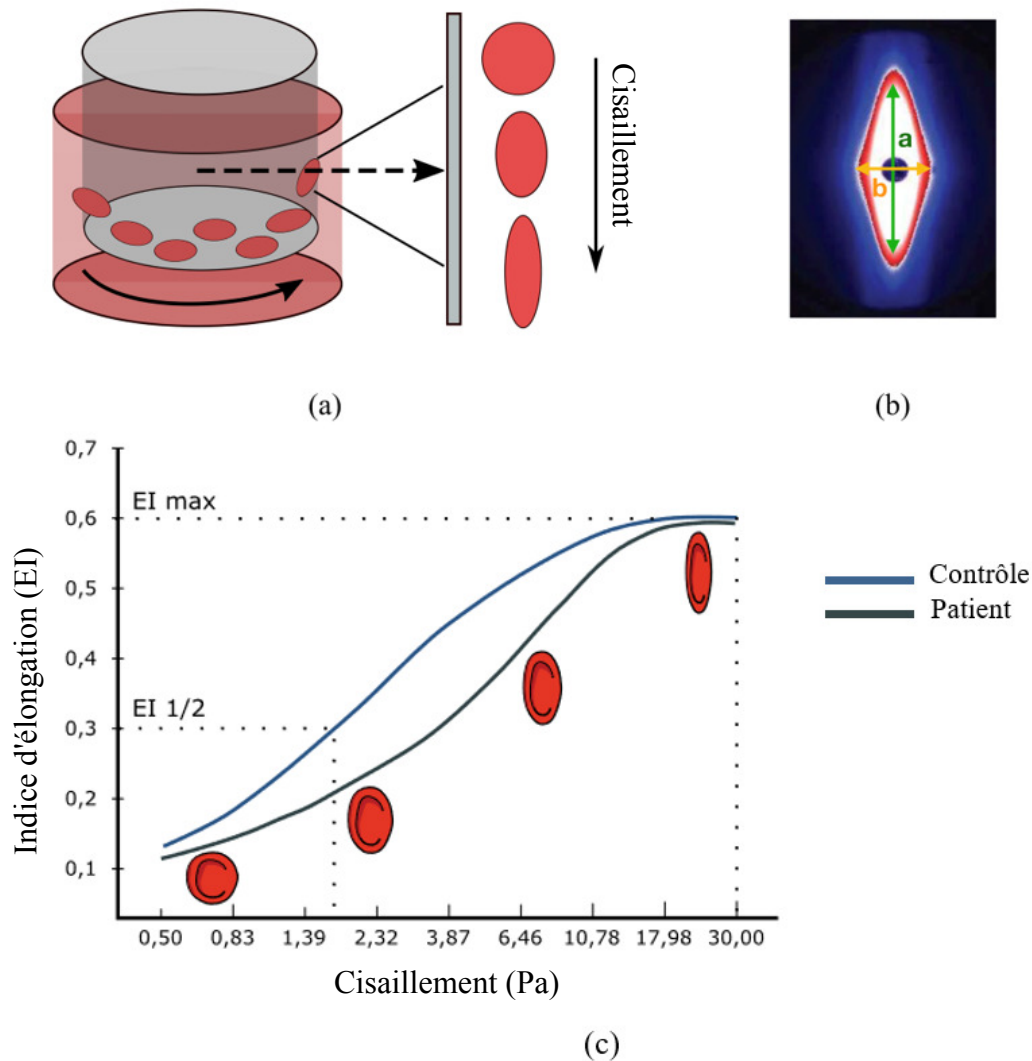 Cisaillement
a
b
(a)
(b)
0,7
EI max
0,6
0,5
0,4
EI 1/2
0,3
0,2
0,1
Indice d'élongation (EI)
0,50 0,83 1,39 2,32 3,87 6,46 10,78 17,98 30,00
Cisaillement (Pa)
Contrôle
Patient
(c)